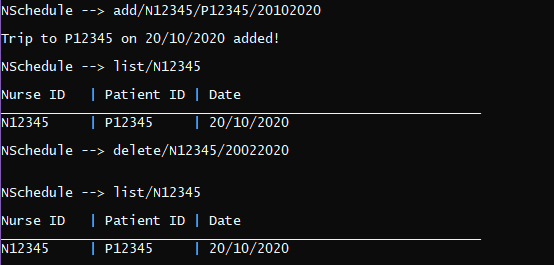 NSchedule --> add/N12345/P12345/20102020
Trip to P12345 on 20/10/2020 added!
NSchedule --> list/N12345
Nurse ID   | Patient ID | Date
N12345     | P12345     | 20/10/2020
NSchedule --> delete/N12345/20022020
NSchedule --> list/N12345
Nurse ID   | Patient ID | Date
N12345     | P12345     | 20/10/2020